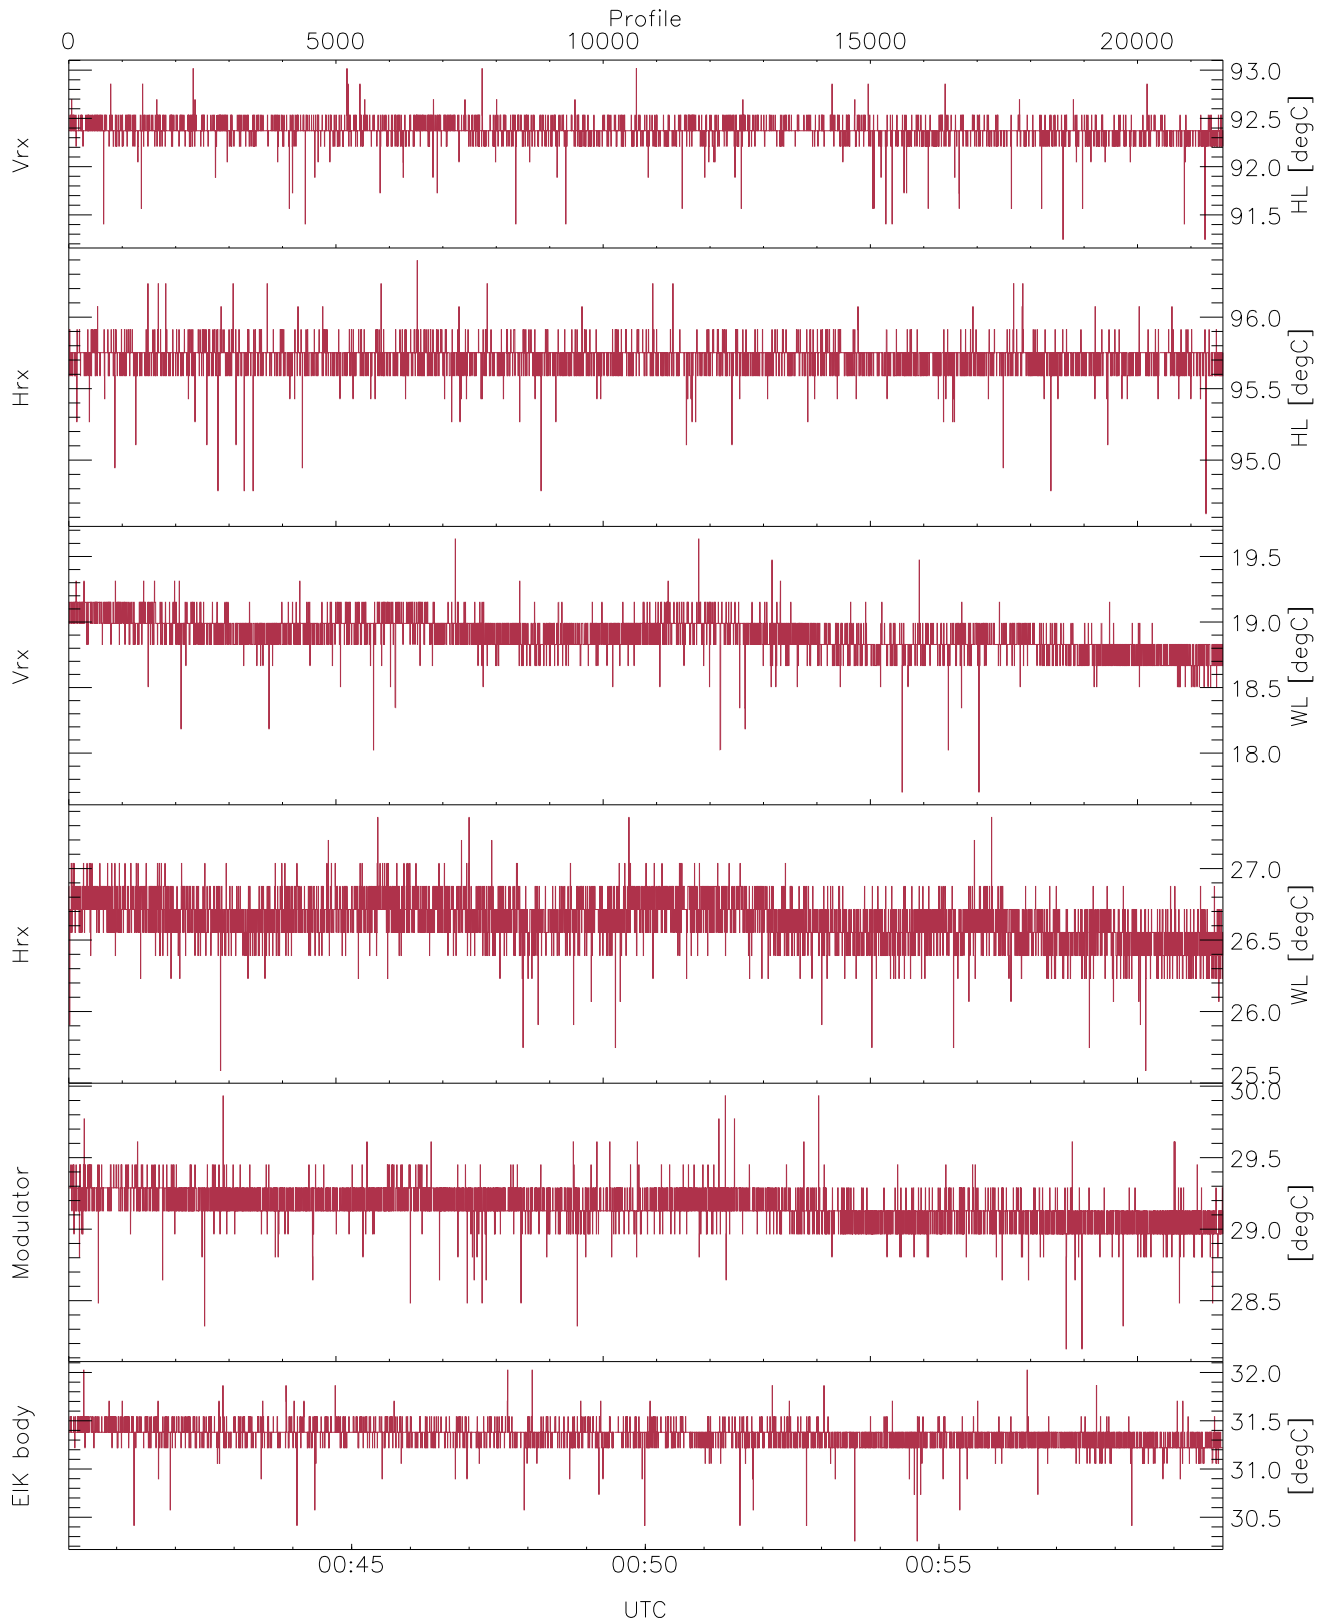 Profile
0 5000 10000 15000 20000
Vrx
93.0
92.5
92.0
91.5
HL [degC]
Hrx
96.0
95.5
95.0
HL [degC]
Vrx
19.5
19.0
18.5
18.0
WL [degC]
Hrx
27.0
26.5
26.0
25.5
WL [degC]
Modulator
30.0
29.5
29.0
28.5
[degC]
EIK body
32.0
31.5
31.0
30.5
[degC]
00:45 00:50 00:55
UTC